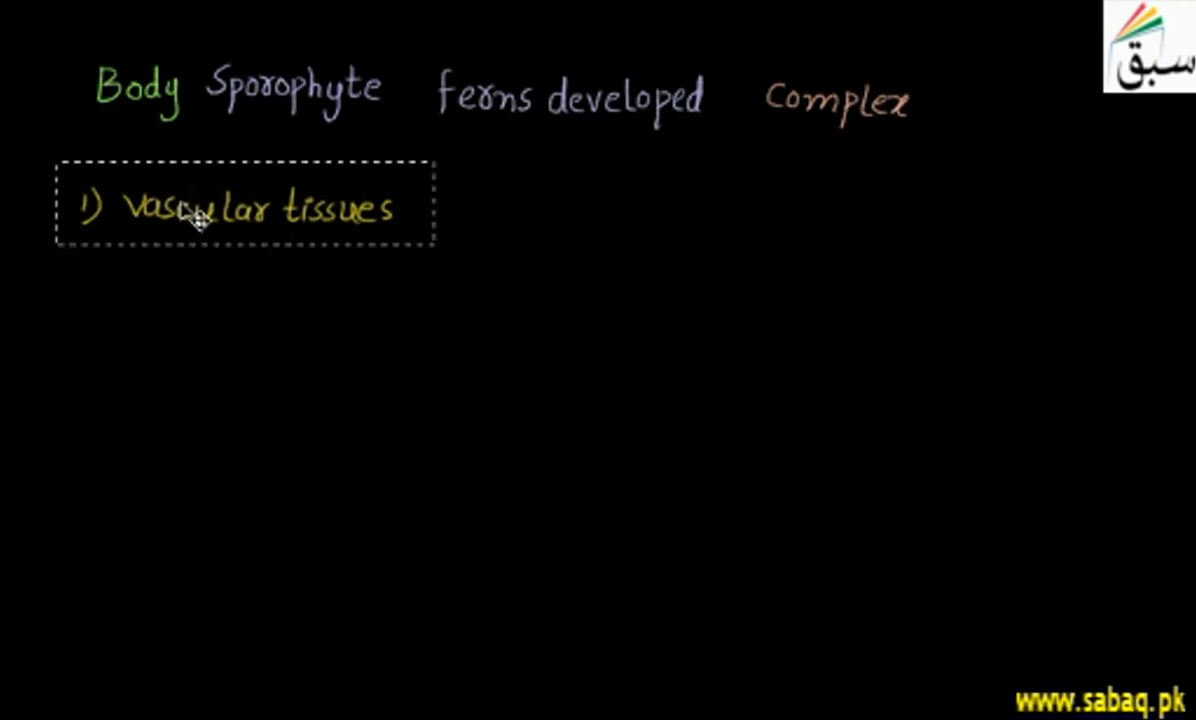 سبق
Body Sporophyte ferns developed Complex
1) Vascular tissues
www.sabaq.pk